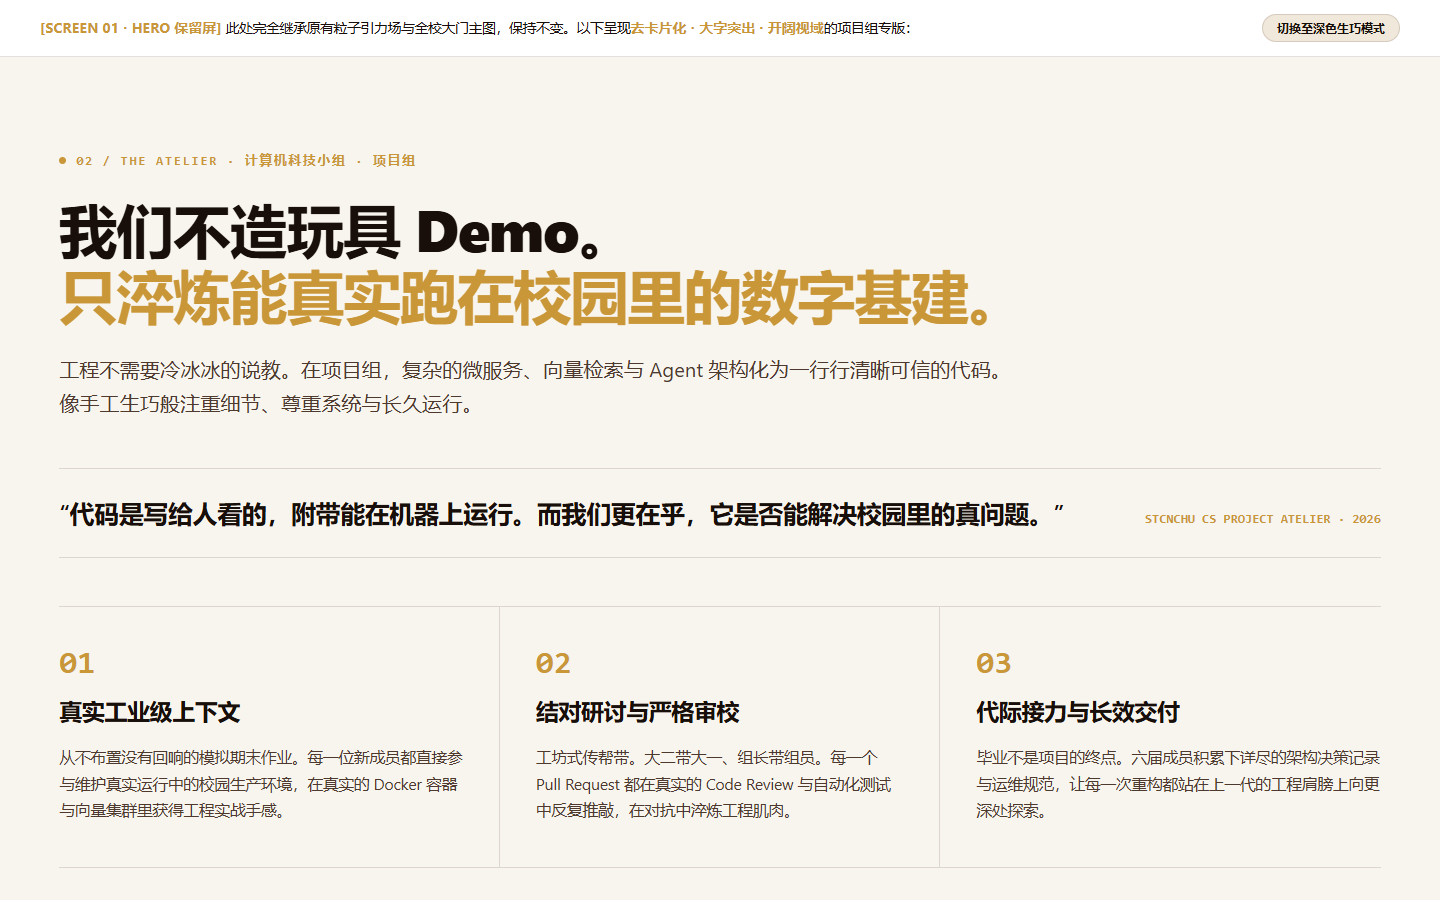 [SCREEN 01 · HERO 保留屏] 此处完全继承原有粒子引力场与全校大门主图，保持不变。以下呈现去卡片化 · 大字突出 · 开阔视域的项目组专版：
切换至深色生巧模式
02 / THE ATELIER · 计算机科技小组 · 项目组
我们不造玩具 Demo。
只淬炼能真实跑在校园里的数字基建。
工程不需要冷冰冰的说教。在项目组，复杂的微服务、向量检索与 Agent 架构化为一行行清晰可信的代码。
像手工生巧般注重细节、尊重系统与长久运行。
“代码是写给人看的，附带能在机器上运行。而我们更在乎，它是否能解决校园里的真问题。”
STCNCHU CS PROJECT ATELIER · 2026
01
真实工业级上下文
从不布置没有回响的模拟期末作业。每一位新成员都直接参
与维护真实运行中的校园生产环境，在真实的 Docker 容器
与向量集群里获得工程实战手感。
02
结对研讨与严格审校
工坊式传帮带。大二带大一、组长带组员。每一个
Pull Request 都在真实的 Code Review 与自动化测试
中反复推敲，在对抗中淬炼工程肌肉。
03
代际接力与长效交付
毕业不是项目的终点。六届成员积累下详尽的架构决策记录
与运维规范，让每一次重构都站在上一代的工程肩膀上向更
深处探索。